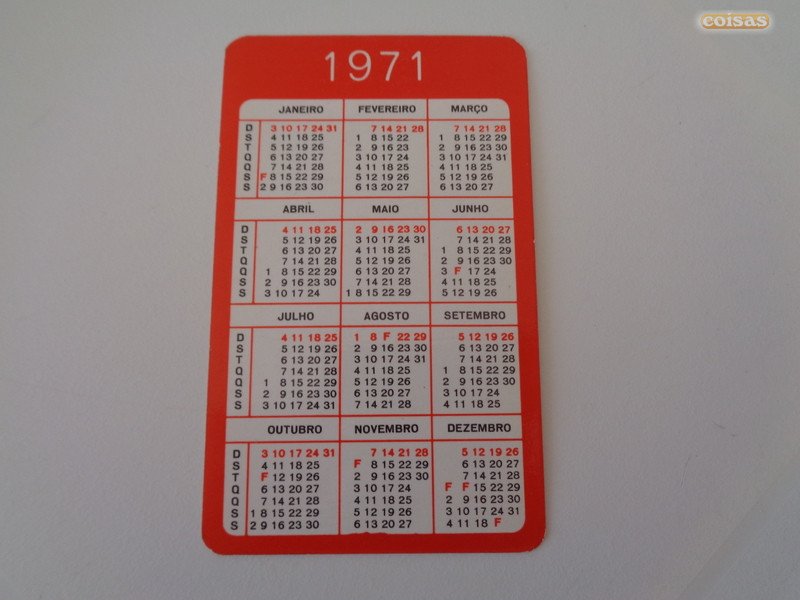 coisas
1971
JANEIRO FEVEREIRO MARÇO
D 3 10 17 24 31 7 14 21 28 7 14 21 28
S 4 11 18 25 1 8 15 22 1 8 15 22 29
T 5 12 19 26 2 9 16 23 2 9 16 23 30
Q 6 13 20 27 3 10 17 24 3 10 17 24 31
Q 7 14 21 28 4 11 18 25 4 11 18 25
S F 8 15 22 29 5 12 19 26 5 12 19 26
S 2 9 16 23 30 6 13 20 27 6 13 20 27
ABRIL MAIO JUNHO
D 4 11 18 25 2 9 16 23 30 6 13 20 27
S 5 12 19 26 3 10 17 24 31 7 14 21 28
T 6 13 20 27 4 11 18 25 1 8 15 22 29
Q 7 14 21 28 5 12 19 26 2 9 16 23 30
Q 1 8 15 22 29 6 13 20 27 3 F 17 24
S 2 9 16 23 30 7 14 21 28 4 11 18 25
S 3 10 17 24 1 8 15 22 29 5 12 19 26
JULHO AGOSTO SETEMBRO
D 4 11 18 25 1 8 F 22 29 5 12 19 26
S 5 12 19 26 2 9 16 23 30 6 13 20 27
T 6 13 20 27 3 10 17 24 31 7 14 21 28
Q 7 14 21 28 4 11 18 25 1 8 15 22 29
Q 1 8 15 22 29 5 12 19 26 2 9 16 23 30
S 2 9 16 23 30 6 13 20 27 3 10 17 24
S 3 10 17 24 31 7 14 21 28 4 11 18 25
OUTUBRO NOVEMBRO DEZEMBRO
D 3 10 17 24 31 7 14 21 28 5 12 19 26
S 4 11 18 25 F 8 15 22 29 6 13 20 27
T F 12 19 26 2 9 16 23 30 7 14 21 28
Q 6 13 20 27 3 10 17 24 F F 15 22 29
Q 7 14 21 28 4 11 18 25 2 9 16 23 30
S 1 8 15 22 29 5 12 19 26 3 10 17 24 31
S 2 9 16 23 30 6 13 20 27 4 11 18 F